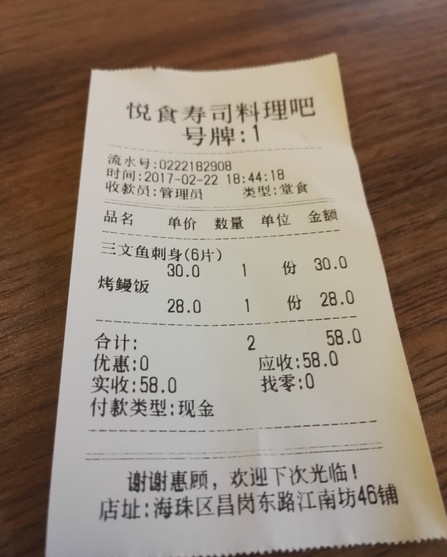 悦食寿司料理吧
号牌:1
流水号:0222182908
时间:2017-02-22 18:44:18
收款员:管理员 类型:堂食
品名 单价 数量 单位 金额
三文鱼刺身(6片)
30.0 1 份 30.0
烤鳗饭
28.0 1 份 28.0
合计: 2 58.0
优惠:0 应收:58.0
实收:58.0 找零:0
付款类型:现金
谢谢惠顾，欢迎下次光临!
店址:海珠区昌岗东路江南坊46铺